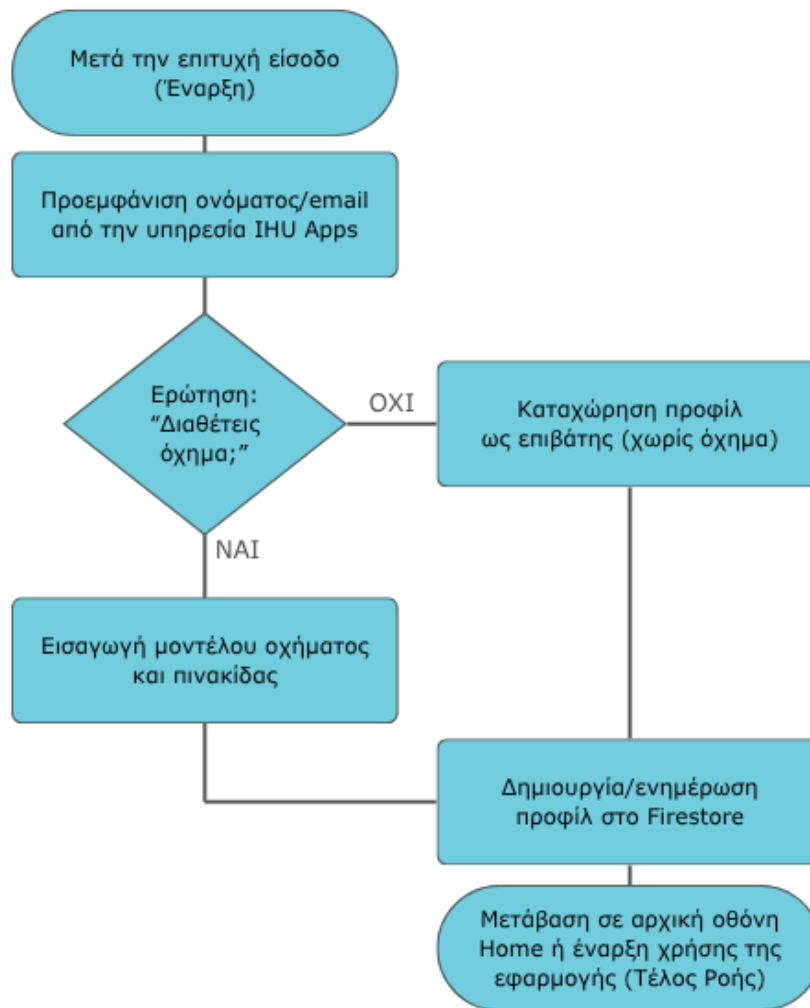 Μετά την επιτυχή είσοδο
(Έναρξη)
Προεμφάνιση ονόματος/email
από την υπηρεσία IHU Apps
Ερώτηση:
“Διαθέτεις
όχημα;”
ΟΧΙ
Καταχώρηση προφίλ
ως επιβάτης (χωρίς όχημα)
ΝΑΙ
Εισαγωγή μοντέλου οχήματος
και πινακίδας
Δημιουργία/ενημέρωση
προφίλ στο Firestore
Μετάβαση σε αρχική οθόνη
Home ή έναρξη χρήσης της
εφαρμογής (Τέλος Ροής)